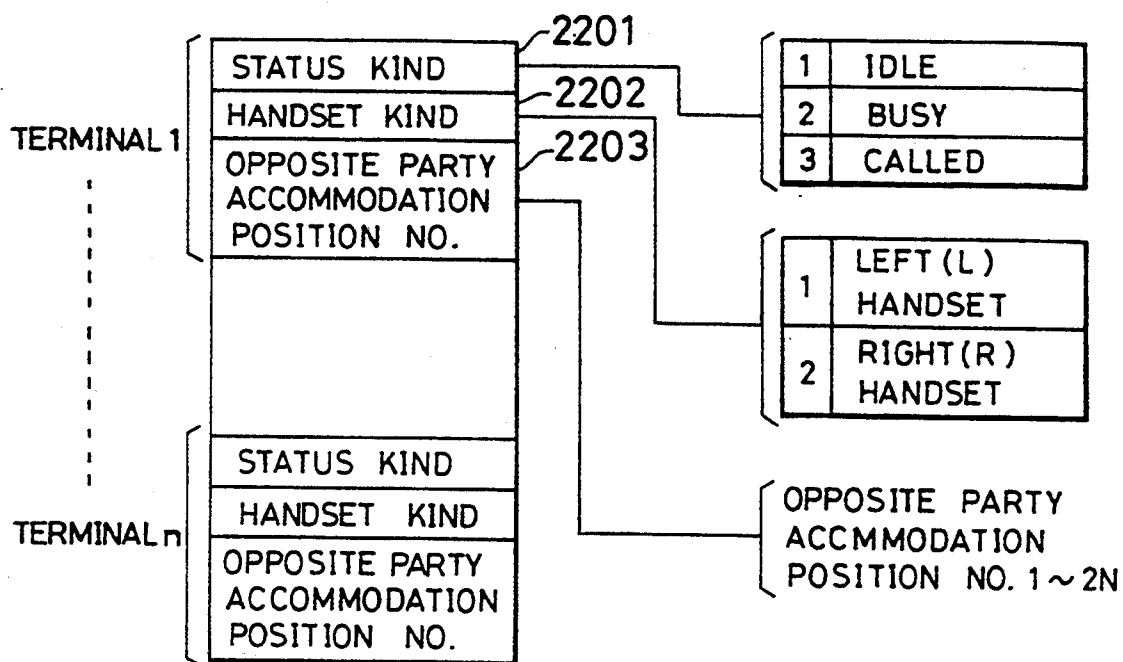 TERMINAL 1
STATUS KIND
2201
HANDSET KIND
2202
OPPOSITE PARTY
ACCOMMODATION
POSITION NO.
2203
TERMINAL n
STATUS KIND
HANDSET KIND
OPPOSITE PARTY
ACCOMMODATION
POSITION NO.
1 IDLE
2 BUSY
3 CALLED
1 LEFT (L)
HANDSET
2 RIGHT (R)
HANDSET
OPPOSITE PARTY
ACCMMODATION
POSITION NO. 1~2N